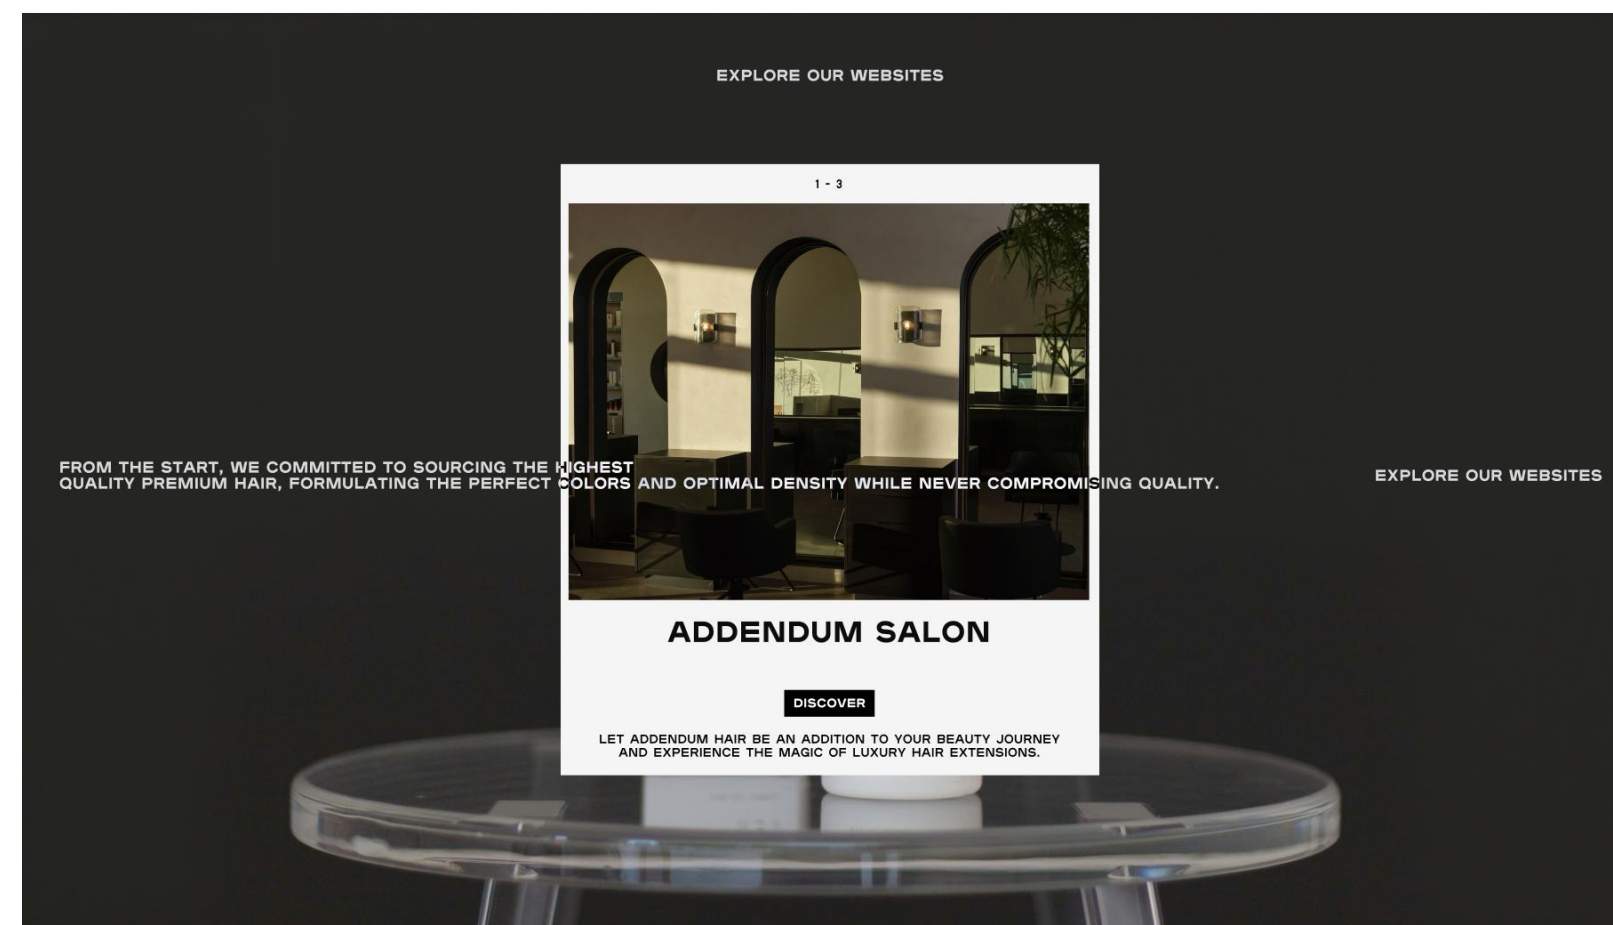 EXPLORE OUR WEBSITES
1 - 3
FROM THE START, WE COMMITTED TO SOURCING THE HIGHEST
QUALITY PREMIUM HAIR, FORMULATING THE PERFECT COLORS AND OPTIMAL DENSITY WHILE NEVER COMPROMISING QUALITY.
EXPLORE OUR WEBSITES
ADDENDUM SALON
DISCOVER
LET ADDENDUM HAIR BE AN ADDITION TO YOUR BEAUTY JOURNEY
AND EXPERIENCE THE MAGIC OF LUXURY HAIR EXTENSIONS.